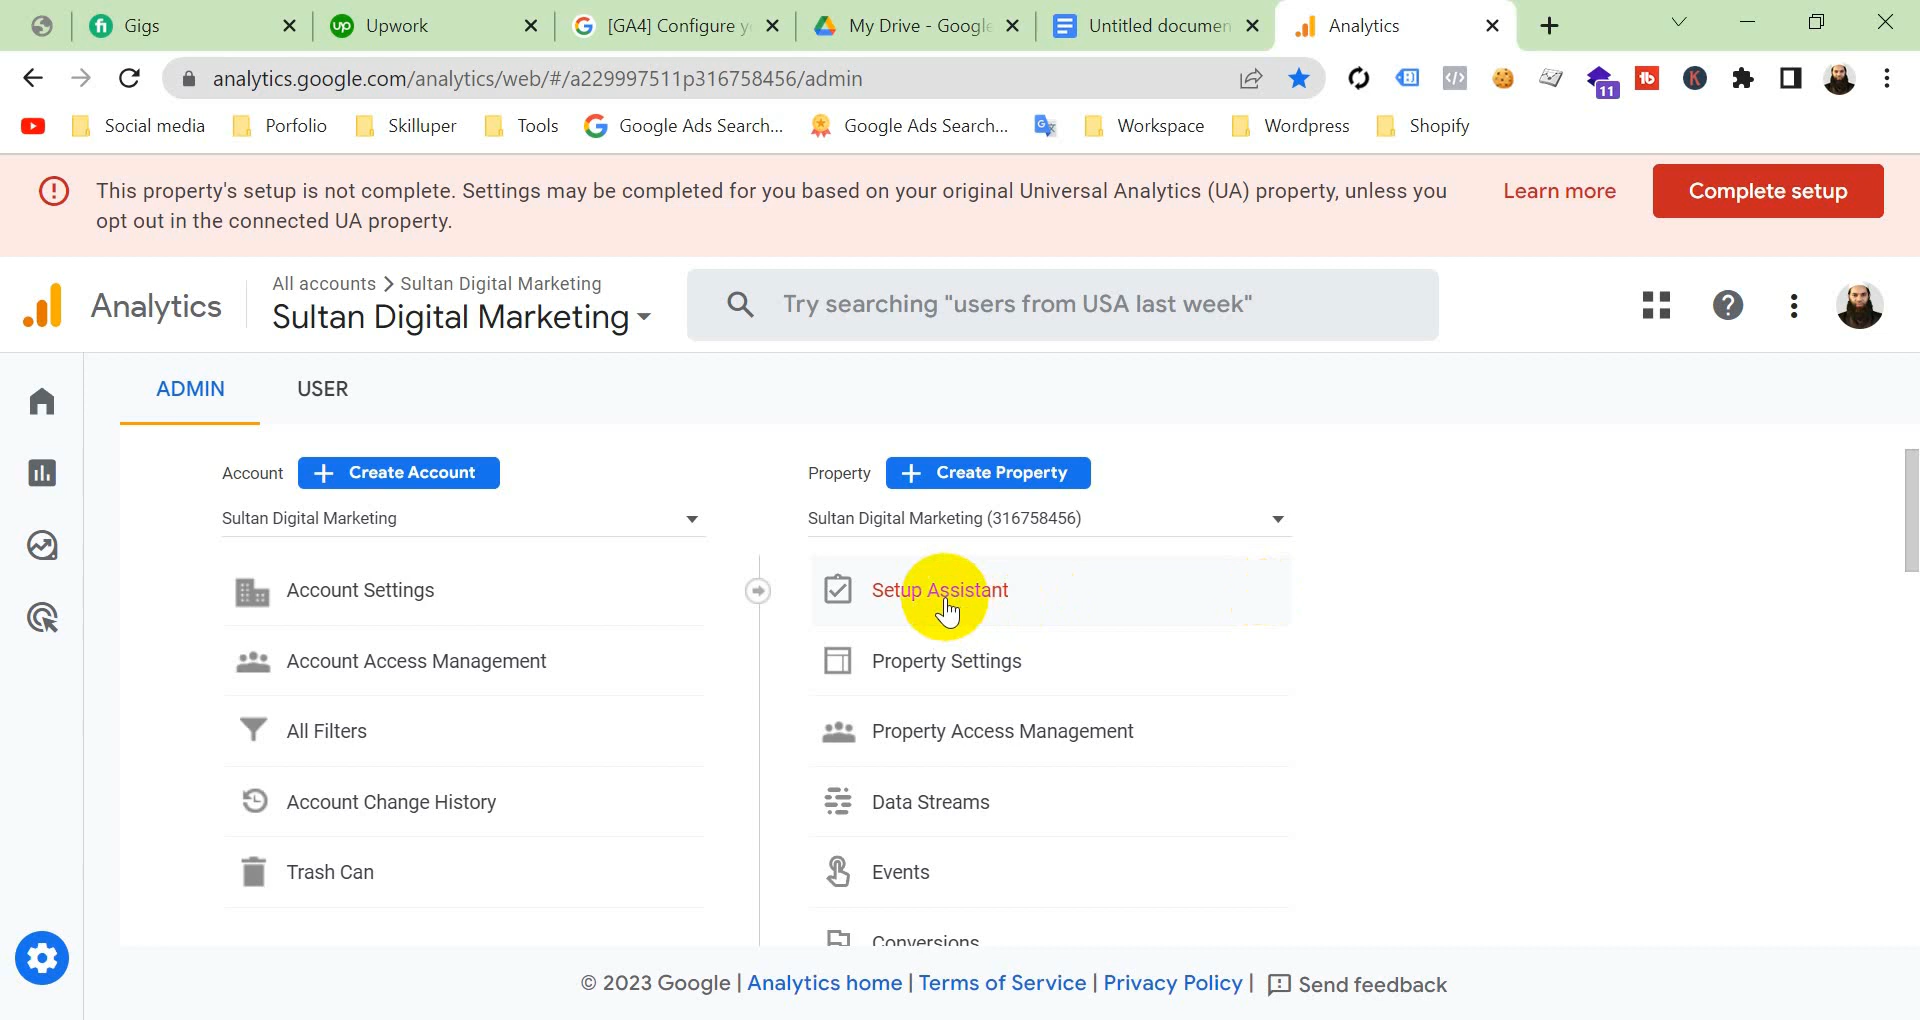 Gigs
up Upwork
[GA4] Configure y
My Drive - Google
Untitled documen
Analytics
analytics.google.com/analytics/web/#/a229997511p316758456/admin
11
Social media
Porfolio
Skilluper
Tools
Google Ads Search...
Google Ads Search...
Workspace
Wordpress
Shopify
This property's setup is not complete. Settings may be completed for you based on your original Universal Analytics (UA) property, unless you
opt out in the connected UA property.
Learn more
Complete setup
Analytics
All accounts > Sultan Digital Marketing
Sultan Digital Marketing
Try searching "users from USA last week"
ADMIN
USER
Account
+ Create Account
Sultan Digital Marketing
Account Settings
Account Access Management
All Filters
Account Change History
Trash Can
Property
+ Create Property
Sultan Digital Marketing (316758456)
Setup Assistant
Property Settings
Property Access Management
Data Streams
Events
Conversions
© 2023 Google | Analytics home | Terms of Service | Privacy Policy | Send feedback